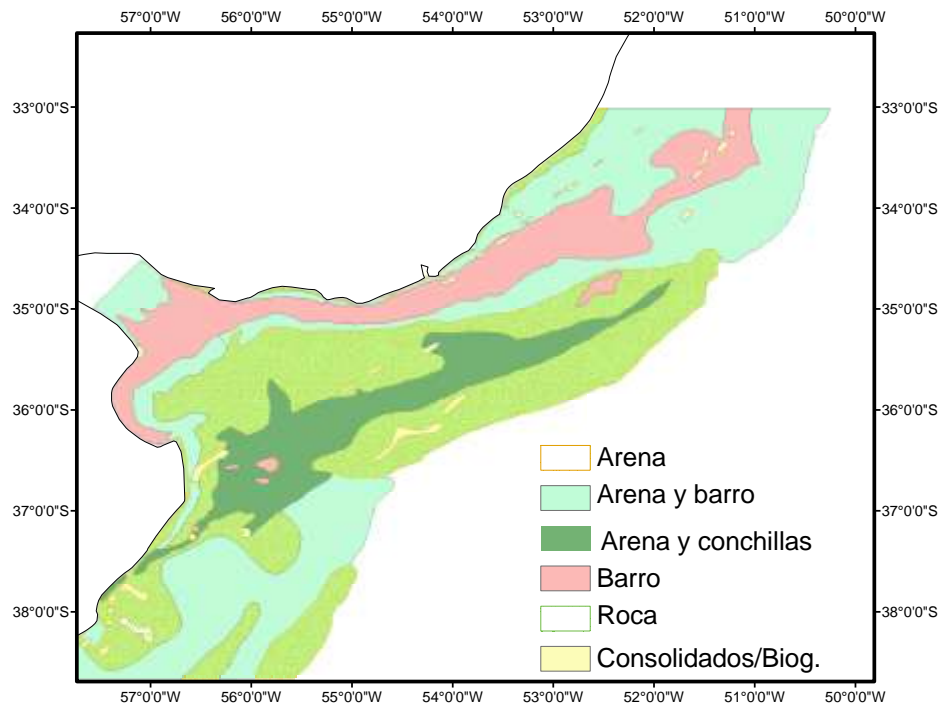 57°0'0"W 56°0'0"W 55°0'0"W 54°0'0"W 53°0'0"W 52°0'0"W 51°0'0"W 50°0'0"W
33°0'0"S 33°0'0"S
34°0'0"S 34°0'0"S
35°0'0"S 35°0'0"S
36°0'0"S 36°0'0"S
Arena
Arena y barro
37°0'0"S 37°0'0"S
Arena y conchillas
Barro
38°0'0"S Roca 38°0'0"S
Consolidados/Biog.
57°0'0"W 56°0'0"W 55°0'0"W 54°0'0"W 53°0'0"W 52°0'0"W 51°0'0"W 50°0'0"W